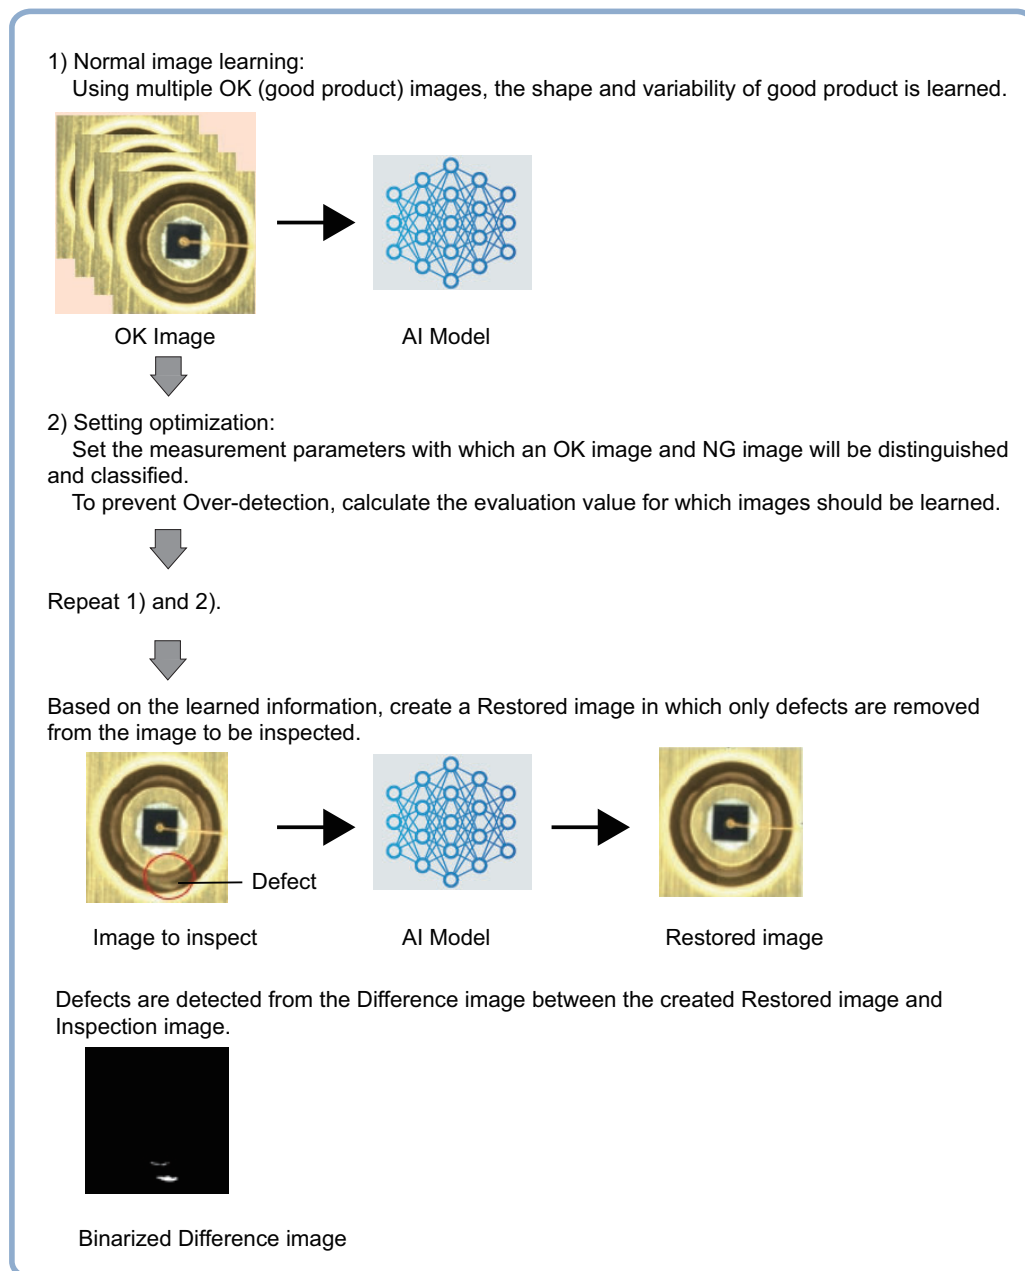 1) Normal image learning:
Using multiple OK (good product) images, the shape and variability of good product is learned.
OK Image
AI Model
2) Setting optimization:
Set the measurement parameters with which an OK image and NG image will be distinguished
and classified.
To prevent Over-detection, calculate the evaluation value for which images should be learned.
Repeat 1) and 2).
Based on the learned information, create a Restored image in which only defects are removed
from the image to be inspected.
Defect
Image to inspect
AI Model
Restored image
Defects are detected from the Difference image between the created Restored image and
Inspection image.
Binarized Difference image